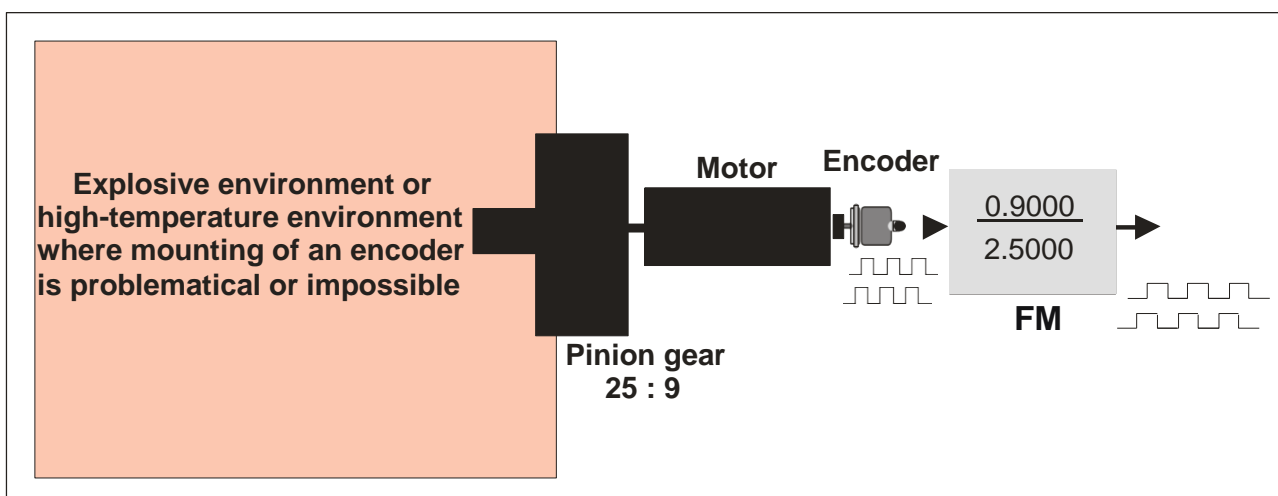 Explosive environment or
high-temperature environment
where mounting of an encoder
is problematical or impossible
Pinion gear
25 : 9
Motor
Encoder
0.9000
2.5000
FM